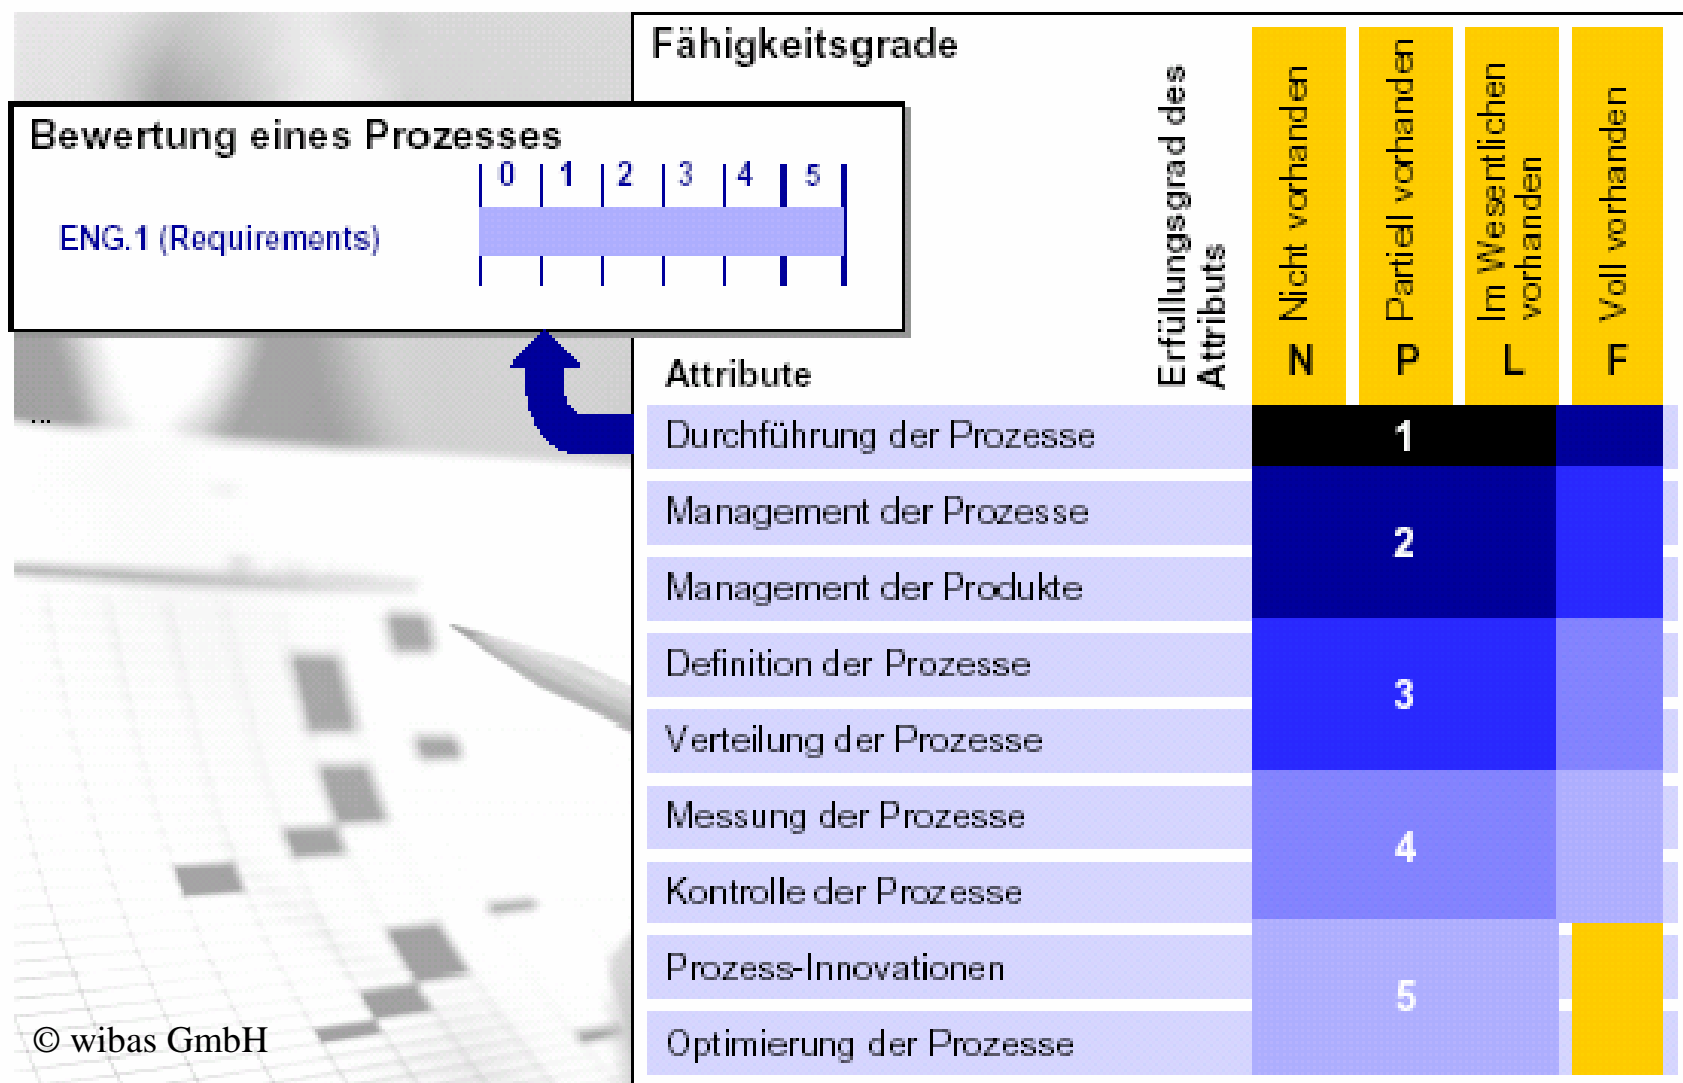 Fähigkeitsgrade
Bewertung eines Prozesses
0 1 2 3 4 5
ENG.1 (Requirements)
Erfüllungsgrad des
Attributs
Nicht vorhanden
Partiell vorhanden
Im Wesentlichen
vorhanden
Voll vorhanden
Attribute
N P L F
...
Durchführung der Prozesse
1
Management der Prozesse
2
Management der Produkte
Definition der Prozesse
3
Verteilung der Prozesse
Messung der Prozesse
4
Kontrolle der Prozesse
Prozess-Innovationen
5
Optimierung der Prozesse
© wibas GmbH